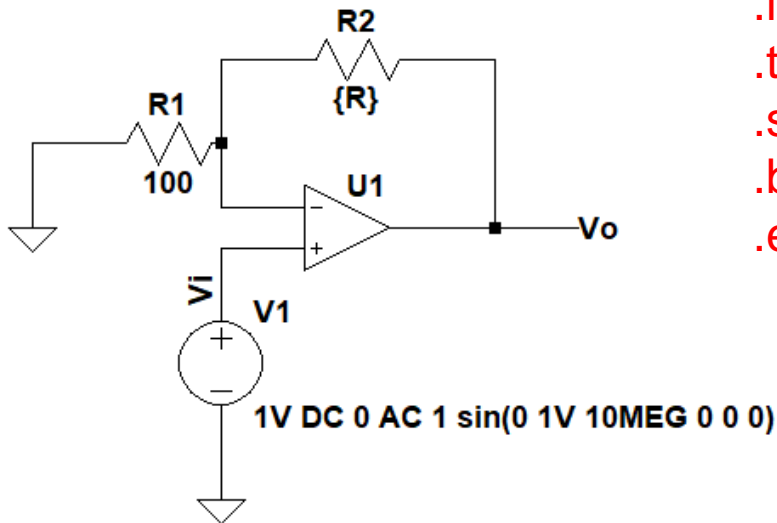 R2
{R}
R1
100
U1
Vo
Vi
V1
1V DC 0 AC 1 sin(0 1V 10MEG 0 0 0)
.t
.s
.b
.e